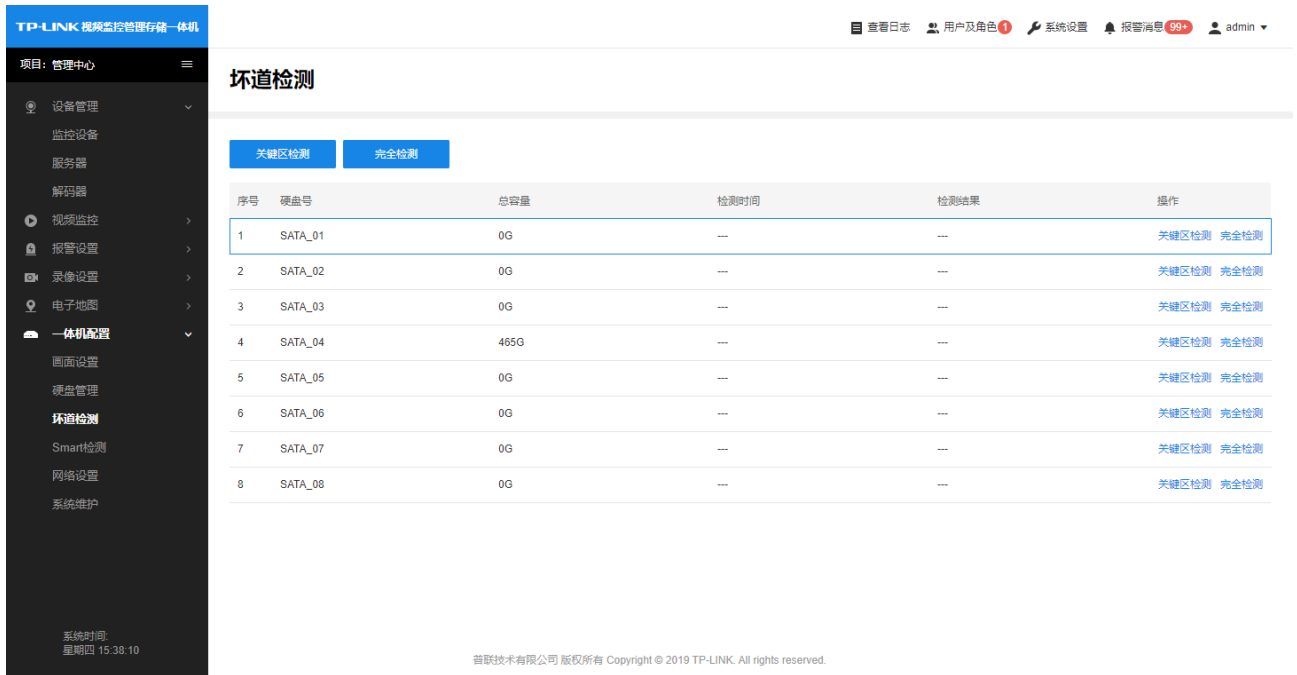 TP-LINK 视频监控管理存储一体机
查看日志 用户及角色 1 系统设置 报警消息 99+ admin
项目: 管理中心
坏道检测
设备管理
监控设备
服务器
解码器
视频监控
报警设置
录像设置
电子地图
一体机配置
画面设置
硬盘管理
坏道检测
Smart检测
网络设置
系统维护
系统时间:
星期四 15:38:10
关键区检测 完全检测
序号 硬盘号 总容量 检测时间 检测结果 操作
1 SATA_01 0G --- --- 关键区检测 完全检测
2 SATA_02 0G --- --- 关键区检测 完全检测
3 SATA_03 0G --- --- 关键区检测 完全检测
4 SATA_04 465G --- --- 关键区检测 完全检测
5 SATA_05 0G --- --- 关键区检测 完全检测
6 SATA_06 0G --- --- 关键区检测 完全检测
7 SATA_07 0G --- --- 关键区检测 完全检测
8 SATA_08 0G --- --- 关键区检测 完全检测
普联技术有限公司 版权所有 Copyright © 2019 TP-LINK. All rights reserved.